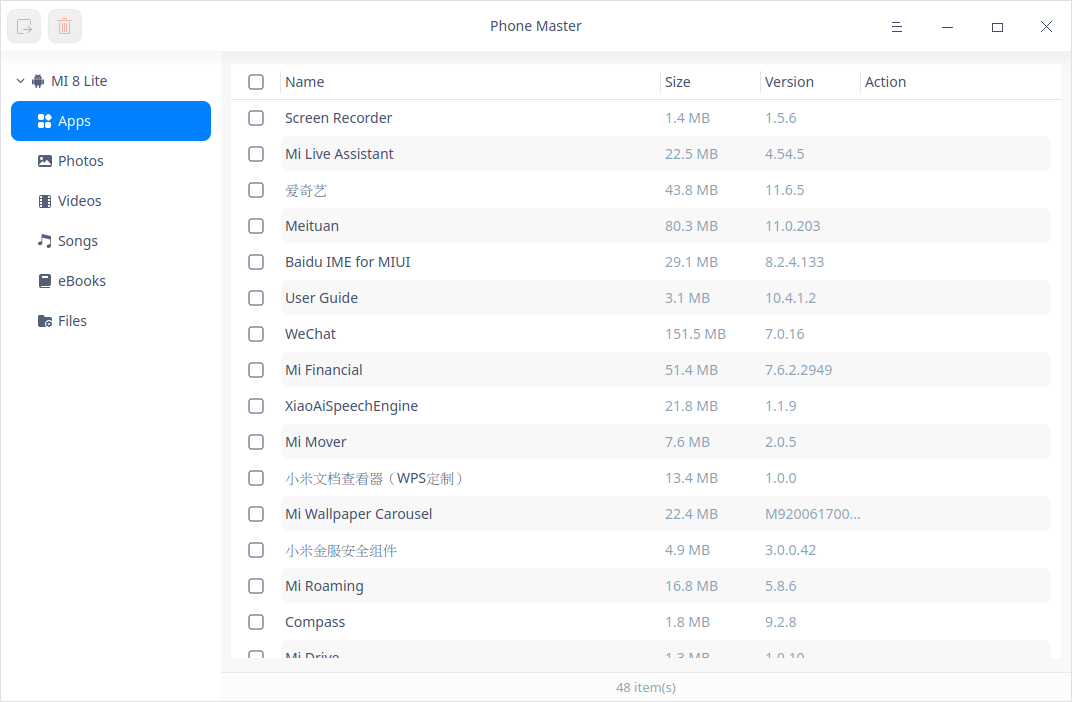 Phone Master
MI 8 Lite
Apps
Photos
Videos
Songs
eBooks
Files
Name Size Version Action
Screen Recorder 1.4 MB 1.5.6
Mi Live Assistant 22.5 MB 4.54.5
爱奇艺 43.8 MB 11.6.5
Meituan 80.3 MB 11.0.203
Baidu IME for MIUI 29.1 MB 8.2.4.133
User Guide 3.1 MB 10.4.1.2
WeChat 151.5 MB 7.0.16
Mi Financial 51.4 MB 7.6.2.2949
XiaoAiSpeechEngine 21.8 MB 1.1.9
Mi Mover 7.6 MB 2.0.5
小米文档查看器（WPS定制） 13.4 MB 1.0.0
Mi Wallpaper Carousel 22.4 MB M920061700...
小米金服安全组件 4.9 MB 3.0.0.42
Mi Roaming 16.8 MB 5.8.6
Compass 1.8 MB 9.2.8
Mi Drive 1.3 MB 1.0.10
48 item(s)